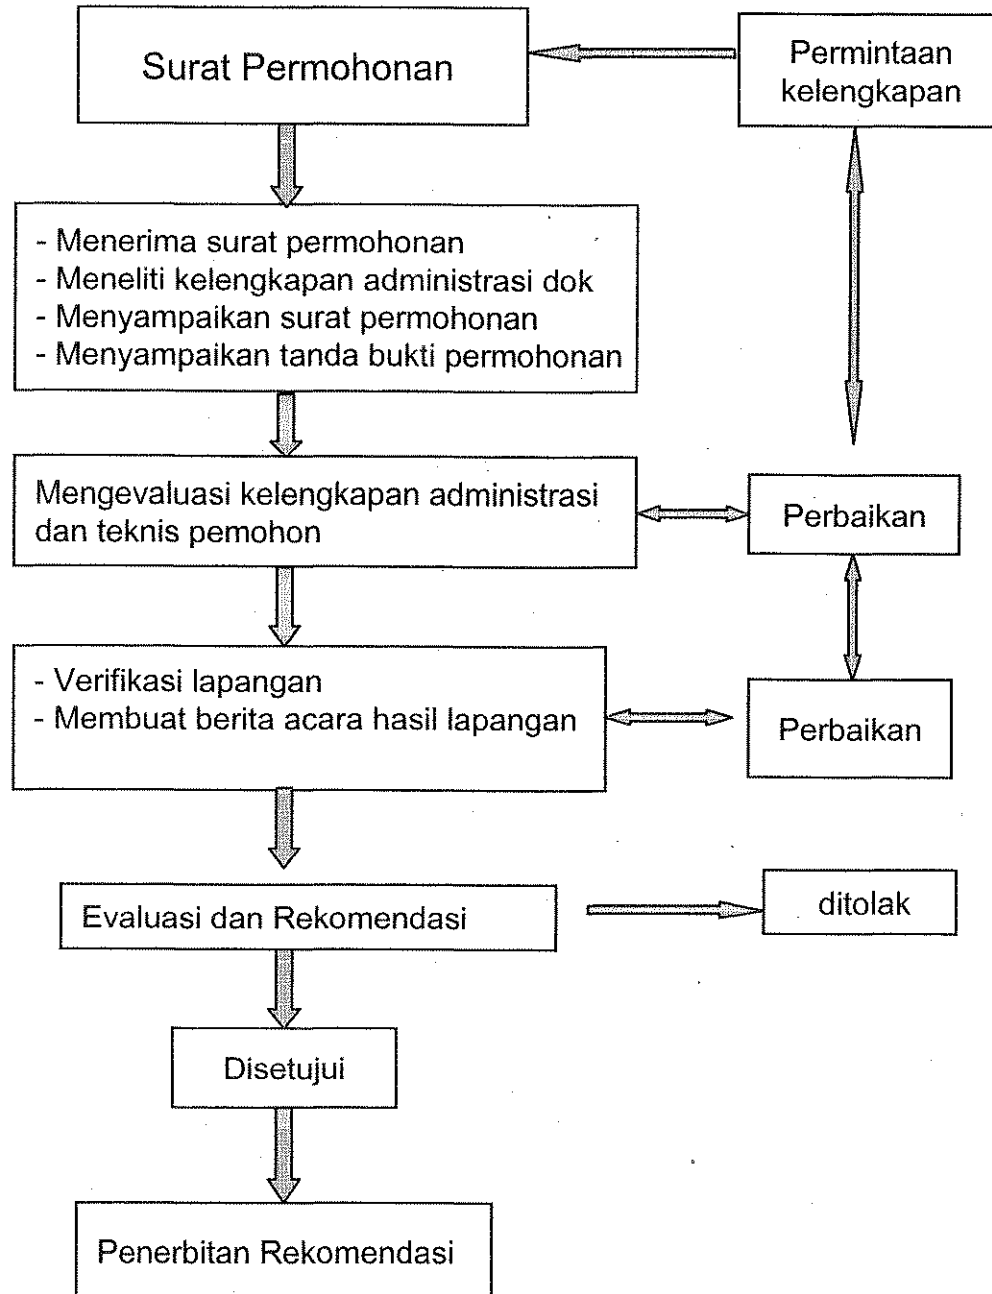 Surat Permohonan
Permintaan
kelengkapan
- Menerima surat permohonan
- Meneliti kelengkapan administrasi dok
- Menyampaikan surat permohonan
- Menyampaikan tanda bukti permohonan
Mengevaluasi kelengkapan administrasi
dan teknis pemohon
Perbaikan
- Verifikasi lapangan
- Membuat berita acara hasil lapangan
Perbaikan
Evaluasi dan Rekomendasi
ditolak
Disetujui
Penerbitan Rekomendasi